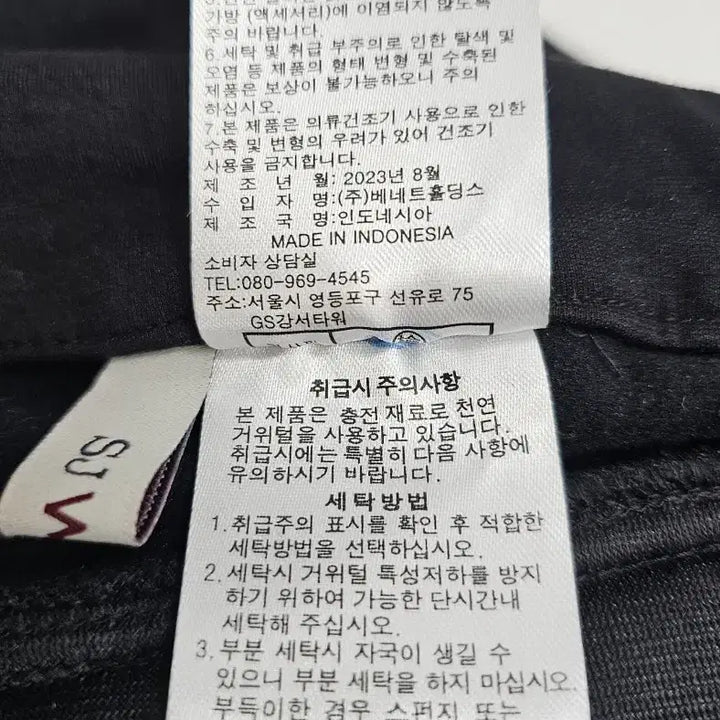 기방 (액세서리)에 이염되지 않도록
주의 바랍니다.
6.세탁 및 취급 부주의로 인한 탈색 및
오염 등 제품의 형태 변형 및 수축된
제품은 보상이 불가능하오니 주의
하십시오.
7.본 제품은 의류건조기 사용으로 인한
수축 및 변형의 우려가 있어 건조기
사용을 금지합니다.
제 조 년 월: 2023년 8월
수 입 자 명:(주)베네트홀딩스
제 조 국 명:인도네시아
MADE IN INDONESIA
소비자 상담실
TEL:080-969-4545
주소:서울시 영등포구 선유로 75
GS강서타워
취급시 주의사항
본 제품은 충전 재료로 천연
거위털을 사용하고 있습니다.
취급시에는 특별히 다음 사항에
유의하시기 바랍니다.
세탁방법
1.취급주의 표시를 확인 후 적합한
세탁방법을 선택하십시오.
2.세탁시 거위털 특성저하를 방지
하기 위하여 가능한 단시간내
세탁해 주십시오.
3.부분 세탁시 자국이 생길 수
있으니 부분 세탁을 하지 마십시오.
부득이한 경우 스펀지 또는
SJ W